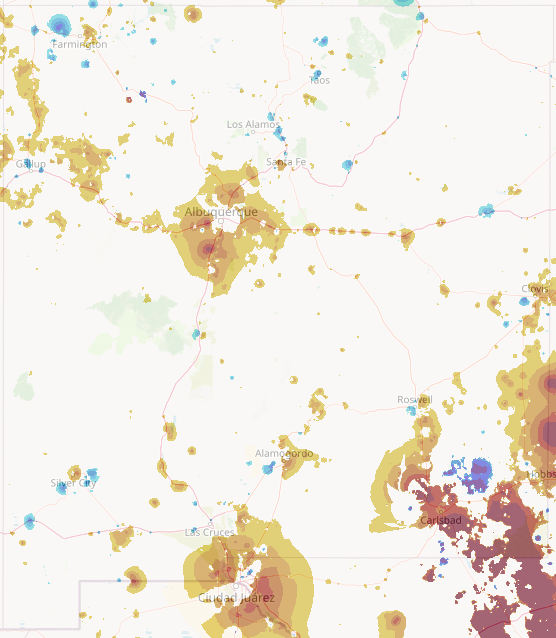 Farmington
Taos
Los Alamos
Gallup
Santa Fe
Albuquerque
Clovis
Roswell
Alamogordo
Hobbs
Silver City
Carlsbad
Las Cruces
Ciudad Juárez